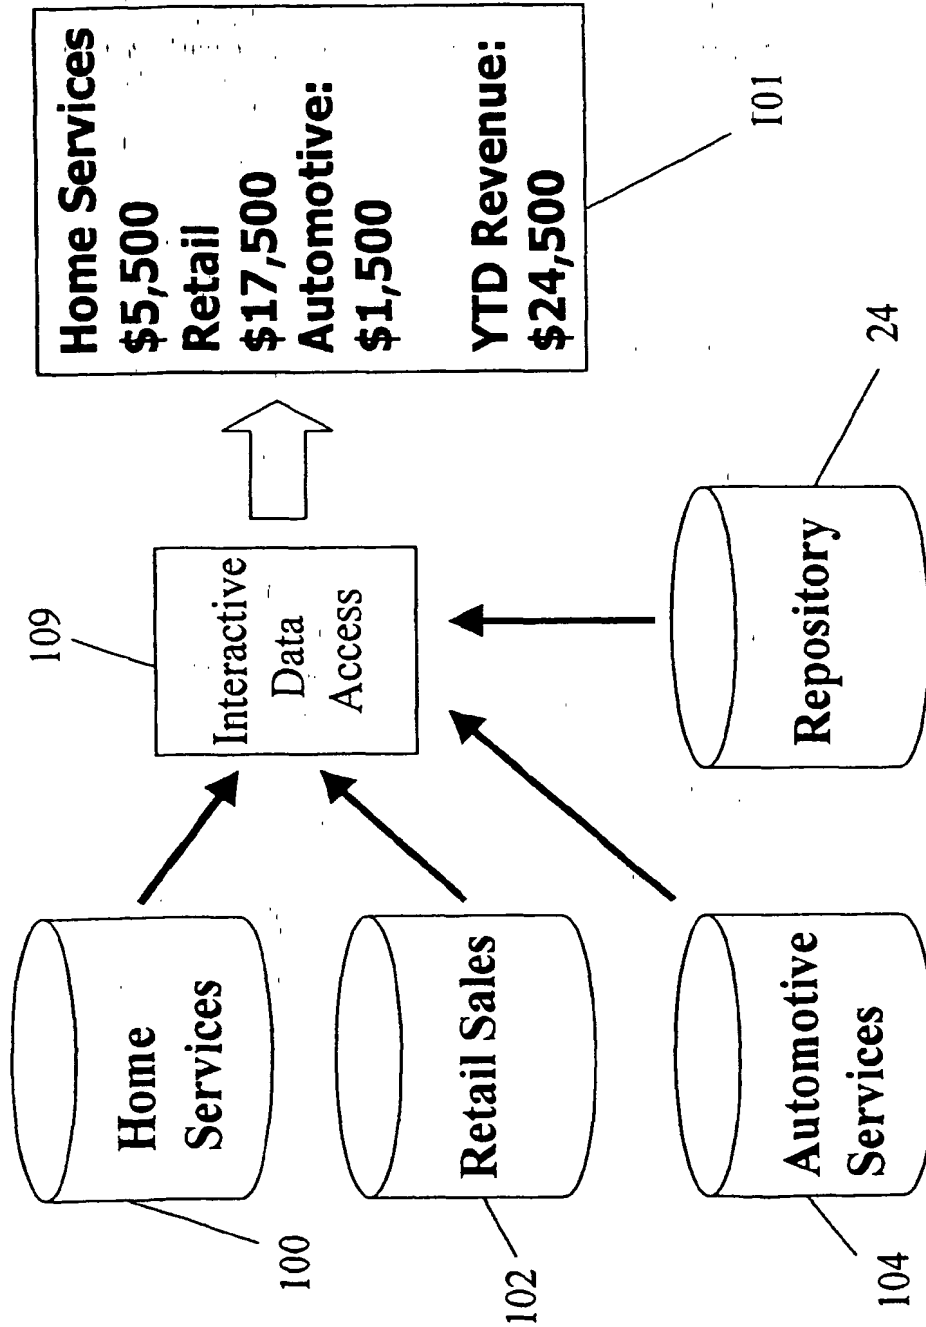 100
Home
Services
102
Retail Sales
104
Automotive
Services
109
Interactive
Data
Access
24
Repository
Home Services
$5,500
Retail
$17,500
Automotive:
$1,500
YTD Revenue:
$24,500
101